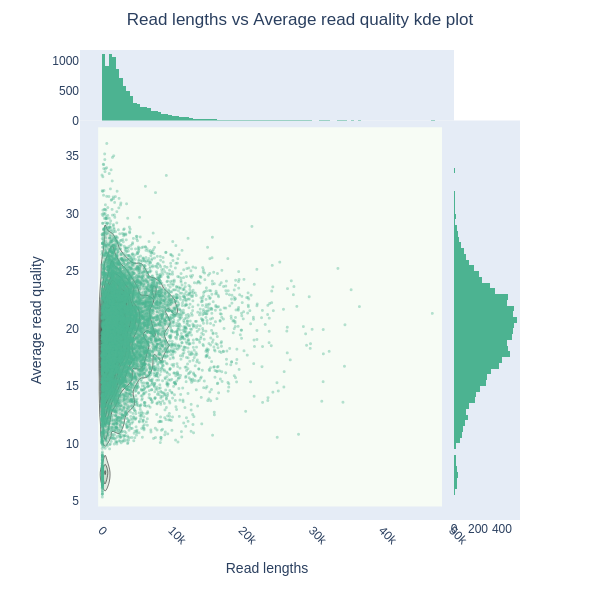 Read lengths vs Average read quality kde plot
1000
500
0
35
30
25
20
15
10
5
Average read quality
0
10k
20k
30k
40k
50k
0
200
400
Read lengths